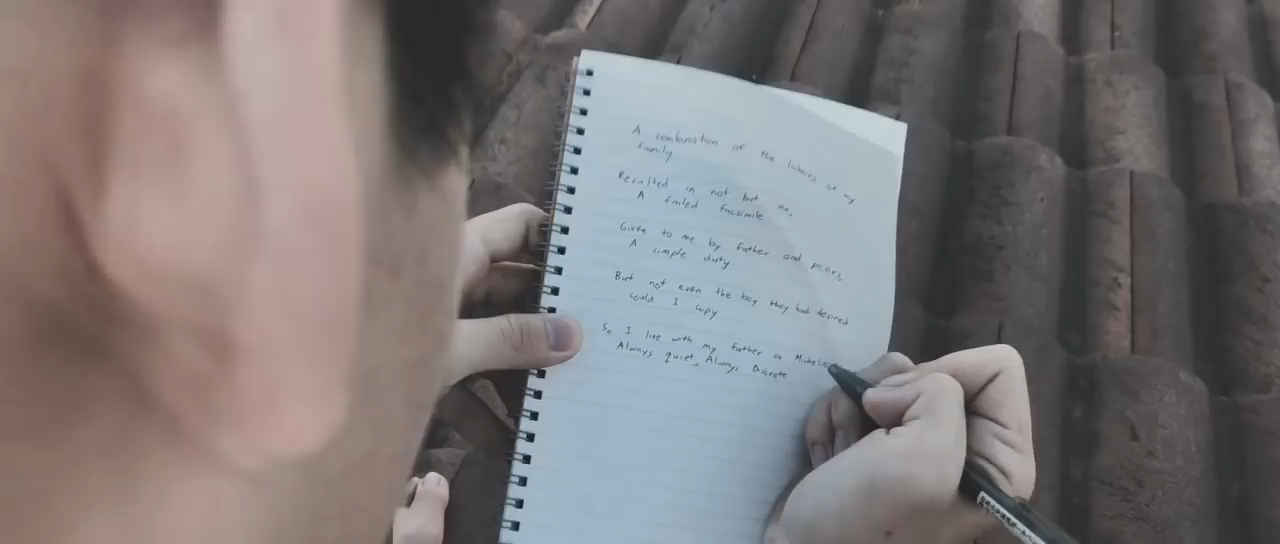 A combination of the labours of my
family
Resulted in not but me,
A failed facsimile
Given to me by father and peers,
A simple duty.
But not even the boy they had desired
could I copy
So I live with my father on
Always quiet, Always Discrete